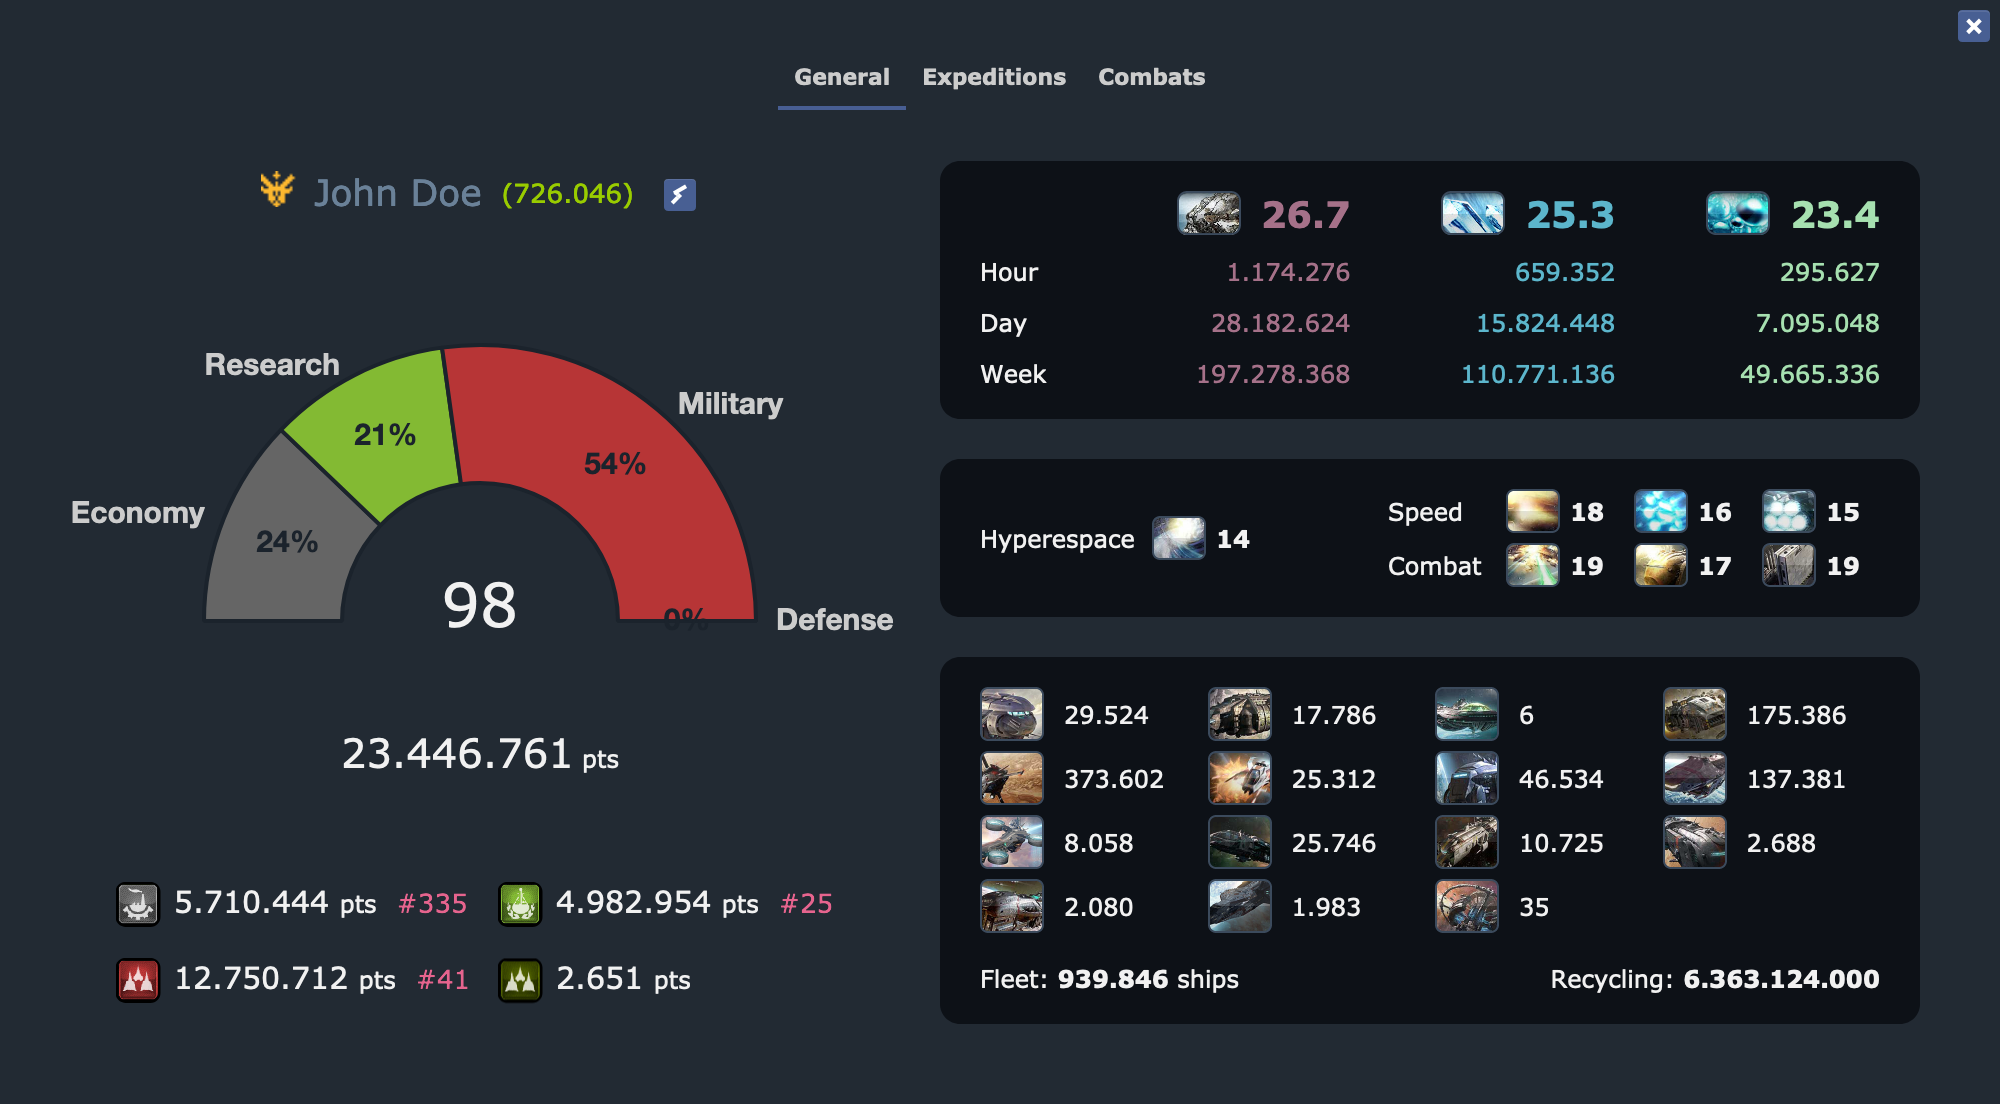 General Expeditions Combats
John Doe (726.046)
Research
Military
21%
54%
Economy
24%
98
0%
Defense
23.446.761 pts
5.710.444 pts #335 4.982.954 pts #25
12.750.712 pts #41 2.651 pts
26.7 25.3 23.4
Hour 1.174.276 659.352 295.627
Day 28.182.624 15.824.448 7.095.048
Week 197.278.368 110.771.136 49.665.336
Hyperespace 14
Speed 18 16 15
Combat 19 17 19
29.524 17.786 6 175.386
373.602 25.312 46.534 137.381
8.058 25.746 10.725 2.688
2.080 1.983 35
Fleet: 939.846 ships Recycling: 6.363.124.000